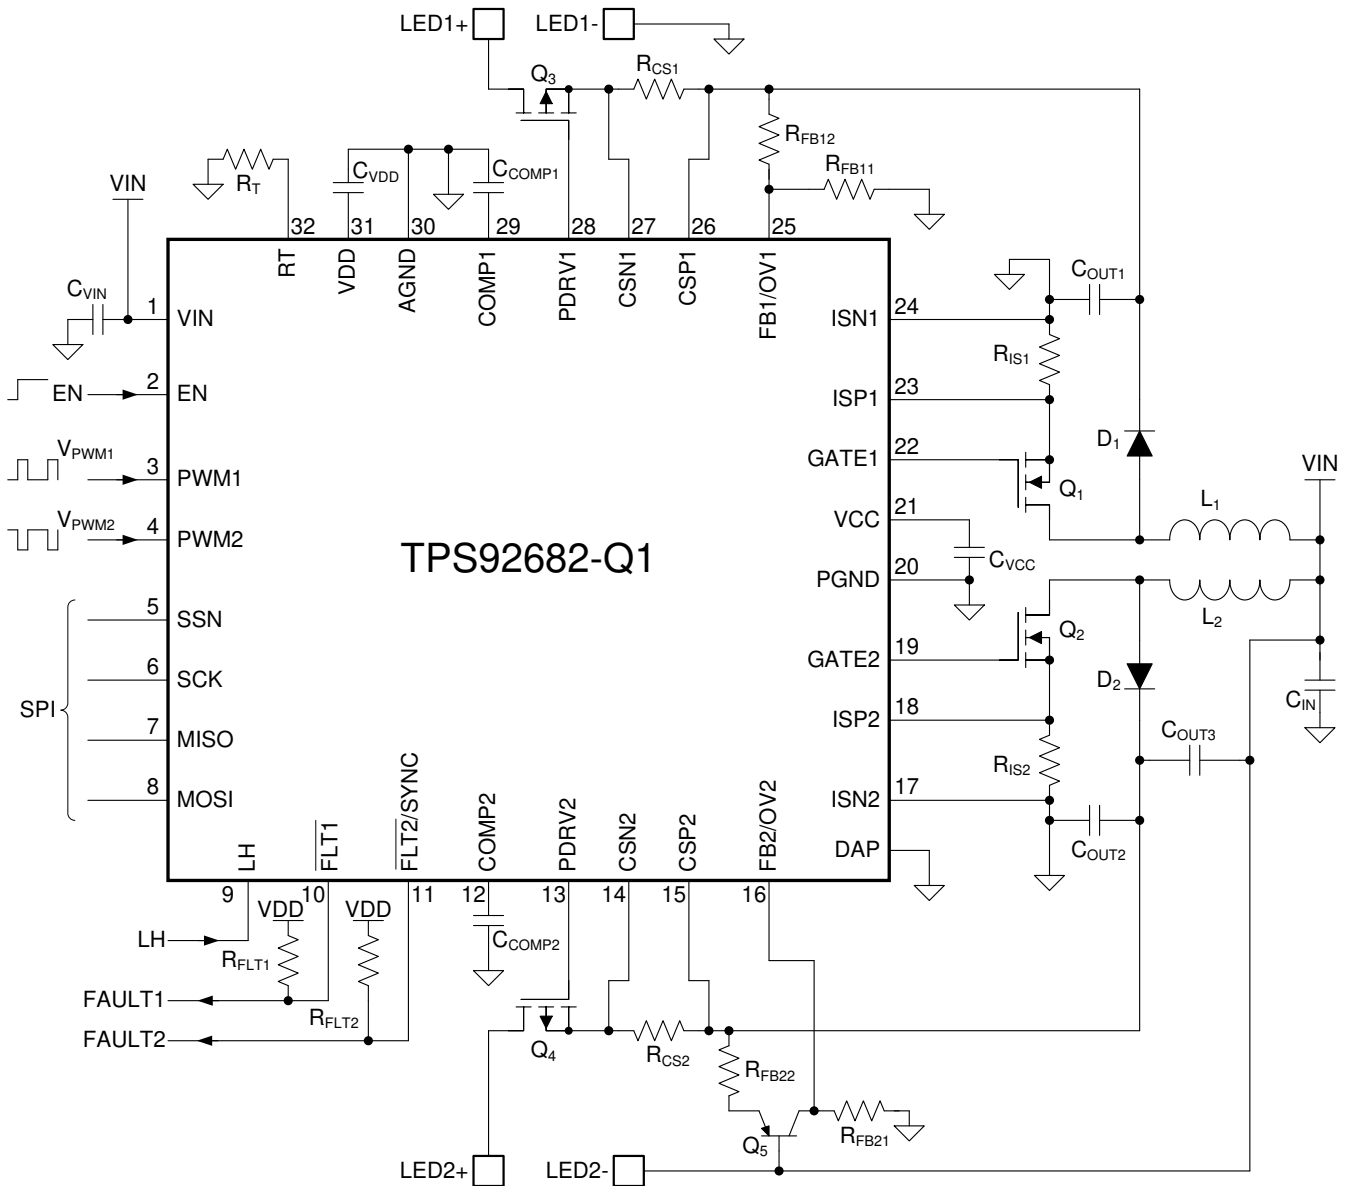 LED1+
LED1-
Q3
RCS1
RFB12
RFB11
RT
CVDD
CCOMP1
VIN
32
31
30
29
28
27
26
25
RT
VDD
AGND
COMP1
PDRV1
CSN1
CSP1
FB1/OV1
CVIN
1
VIN
EN
2
EN
VPWM1
3
PWM1
VPWM2
4
PWM2
SPI
5
SSN
6
SCK
7
MISO
8
MOSI
TPS92682-Q1
ISN1
24
ISP1
23
GATE1
22
VCC
21
PGND
20
GATE2
19
ISP2
18
ISN2
17
DAP
COUT1
RIS1
D1
Q1
L1
VIN
CVCC
L2
Q2
D2
CIN
COUT3
RIS2
COUT2
LH
FLT1
FLT2/SYNC
COMP2
PDRV2
CSN2
CSP2
FB2/OV2
9
10
11
12
13
14
15
16
VDD
VDD
LH
RFLT1
FAULT1
RFLT2
FAULT2
CCOMP2
Q4
RCS2
RFB22
Q5
RFB21
LED2+
LED2-